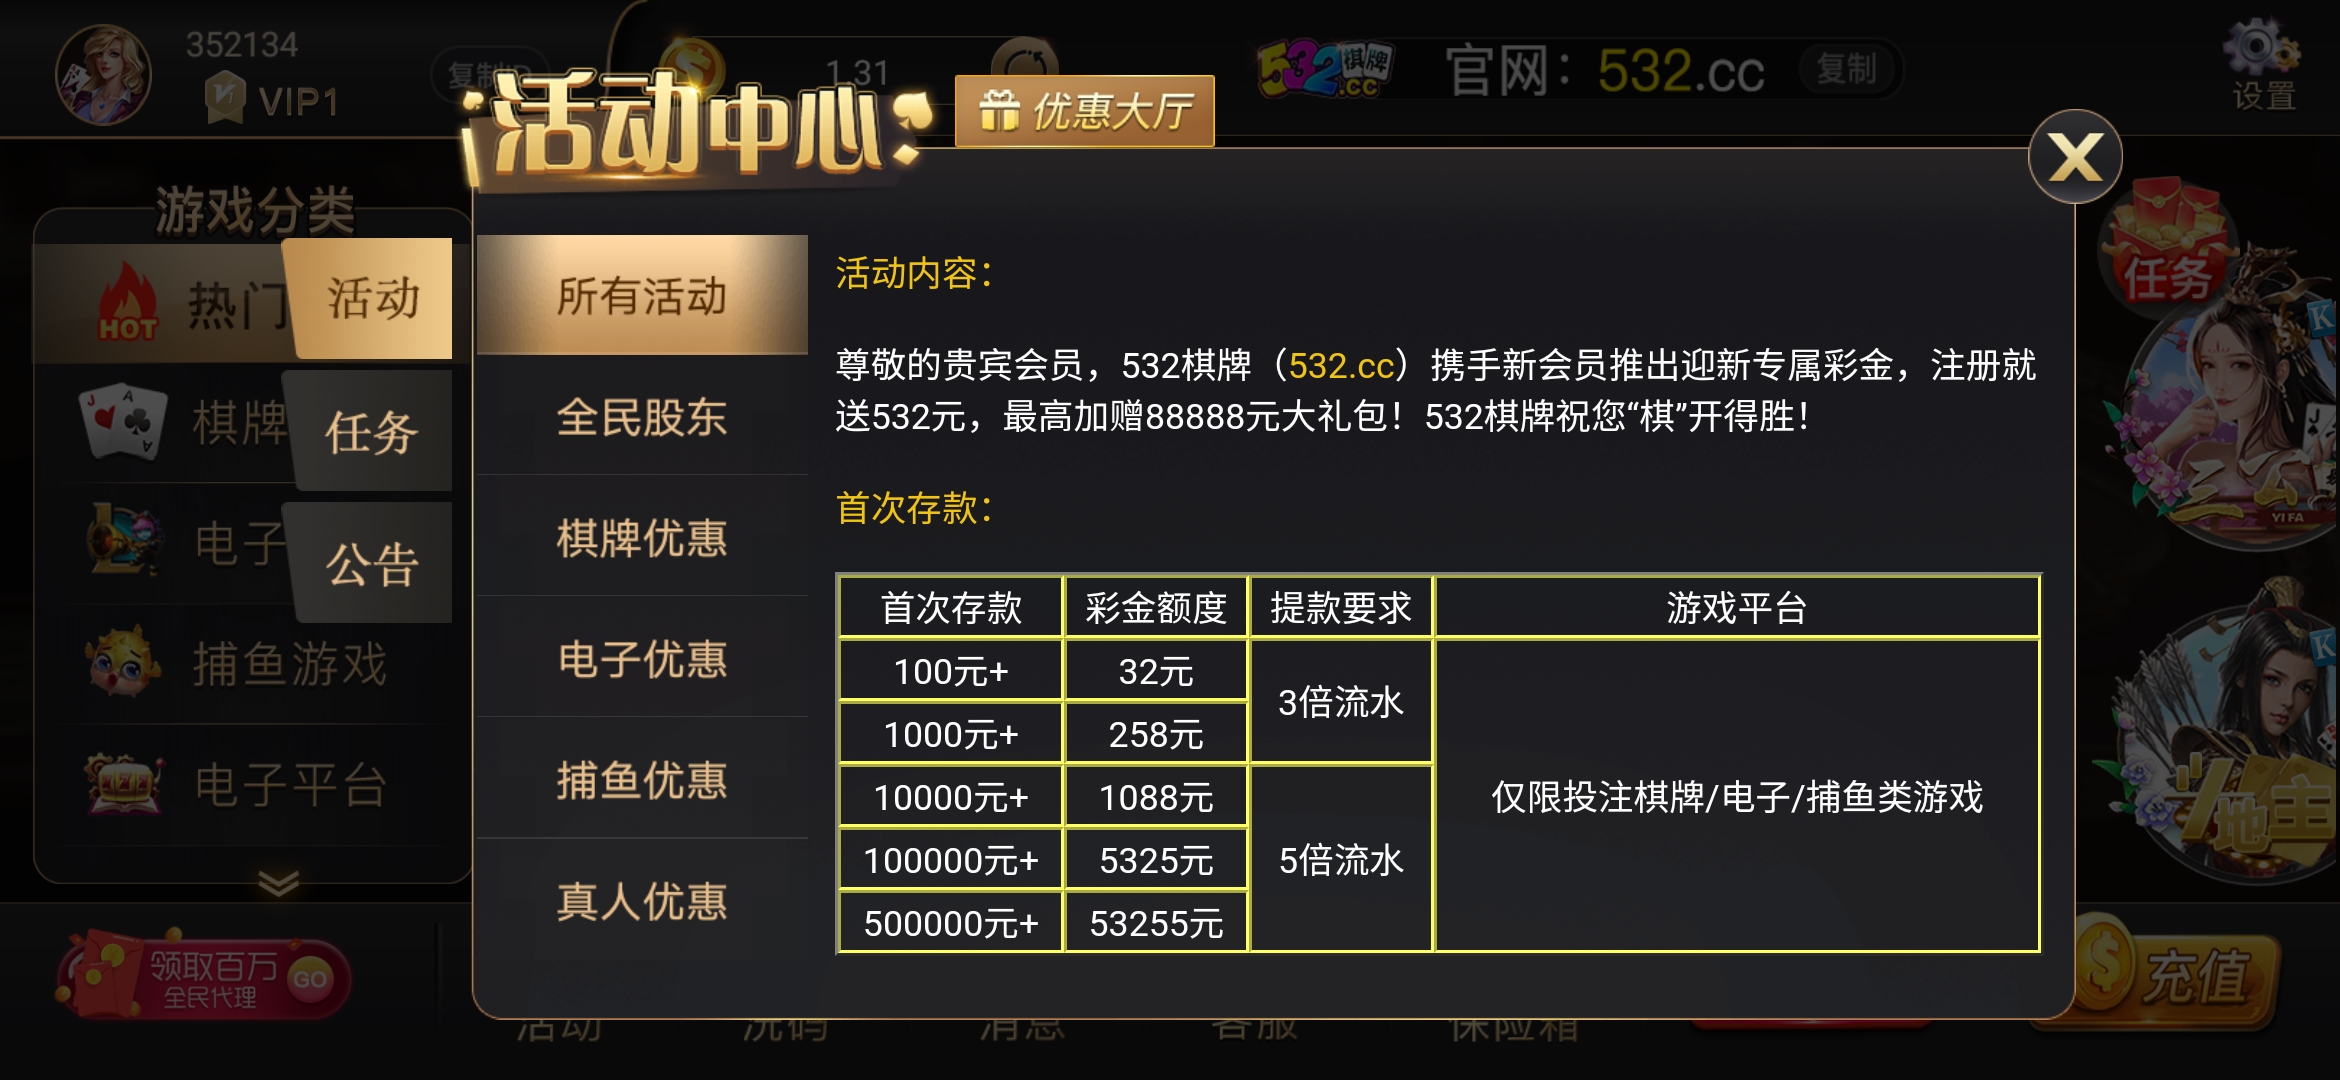 352134
VIP1
复制ID
1.31
532棋牌.cc
官网：532.cc
复制
设置
活动中心
优惠大厅
X
游戏分类
HOT 热门
棋牌
电子
捕鱼游戏
电子平台
活动
任务
公告
所有活动
全民股东
棋牌优惠
电子优惠
捕鱼优惠
真人优惠
活动内容：
尊敬的贵宾会员，532棋牌（532.cc）携手新会员推出迎新专属彩金，注册就
送532元，最高加赠88888元大礼包！532棋牌祝您“棋”开得胜！
首次存款：
首次存款 彩金额度 提款要求 游戏平台
100元+ 32元
3倍流水
1000元+ 258元
10000元+ 1088元 仅限投注棋牌/电子/捕鱼类游戏
100000元+ 5325元 5倍流水
500000元+ 53255元
任务
K
三公
YI FA
K
地主
领取百万
全民代理
GO
活动
洗码
消息
客服
保险箱
充值